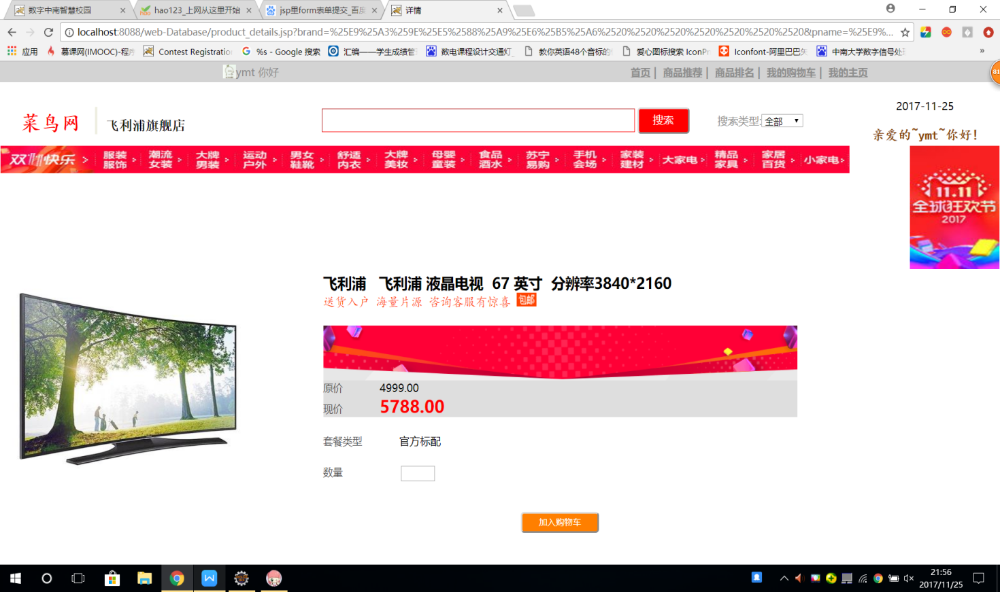 数字中南智慧校园
hao123_上网从这里开始
jsp里form表单提交_百度
详情
localhost:8088/web-Database/product_details.jsp?brand=%25E9%25A3%259E%25E5%2588%25A9%25E6%25B5%25A6%2520%2520%2520%2520%2520%2520%2520&pname=%25E9%...
应用
慕课网(IMOOC)-程序
Contest Registration
%s - Google 搜索
汇编——学生成绩管
数电课程设计交通灯_
教你英语48个音标的
爱心图标搜索 IconPr
Iconfont-阿里巴巴矢
中南大学数字信号处
»
81
ymt 你好
首页 | 商品推荐 | 商品排名 | 我的购物车 | 我的主页
2017-11-25
菜鸟网
飞利浦旗舰店
搜索
搜索类型:全部
亲爱的~ymt~你好!
双11快乐 >
服装服饰 >
潮流女装 >
大牌男装 >
运动户外 >
男女鞋靴 >
舒适内衣 >
大牌美妆 >
母婴童装 >
食品酒水 >
苏宁易购 >
手机会场 >
家装建材 >
大家电 >
精品家具 >
家居百货 >
小家电>
11.11
全球狂欢节
2017
飞利浦 飞利浦 液晶电视 67 英寸 分辨率3840*2160
送货入户 海量片源 咨询客服有惊喜 包邮
原价 4999.00
现价 5788.00
套餐类型 官方标配
数量
加入购物车
21:56
2017/11/25